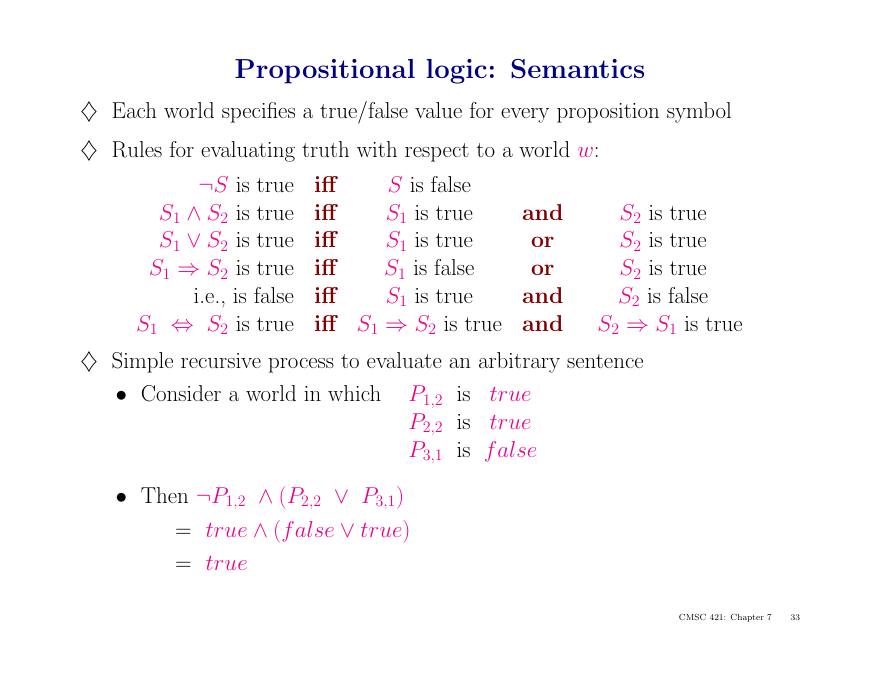 Propositional logic: Semantics
♢ Each world specifies a true/false value for every proposition symbol
♢ Rules for evaluating truth with respect to a world w:
¬S is true iff S is false
S₁ ∧ S₂ is true iff S₁ is true and S₂ is true
S₁ ∨ S₂ is true iff S₁ is true or S₂ is true
S₁ ⇒ S₂ is true iff S₁ is false or S₂ is true
i.e., is false iff S₁ is true and S₂ is false
S₁ ⇔ S₂ is true iff S₁ ⇒ S₂ is true and S₂ ⇒ S₁ is true
♢ Simple recursive process to evaluate an arbitrary sentence
• Consider a world in which P₁,₂ is true
P₂,₂ is true
P₃,₁ is false
• Then ¬P₁,₂ ∧ (P₂,₂ ∨ P₃,₁)
= true ∧ (false ∨ true)
= true
CMSC 421: Chapter 7 33